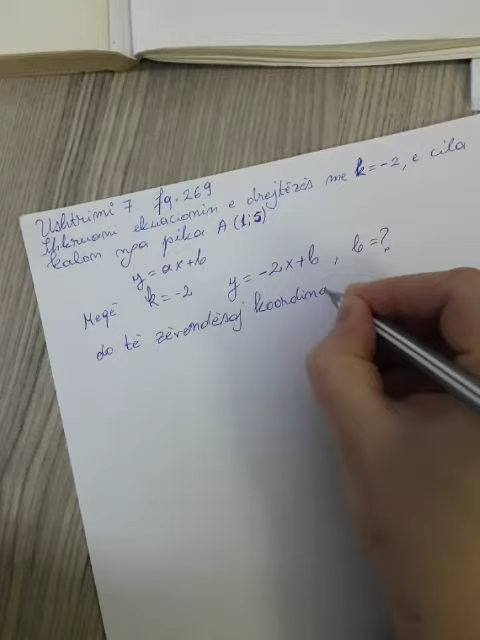 Ushtrimi 7 fq. 269
Shkruani ekuacionin e drejtëzës me k = -2, e cila
kalon nga pika A (1;5)
y = ax + b
Meqë k = -2 y = -2x + b, b = ?
do të zëvendësoj koordina